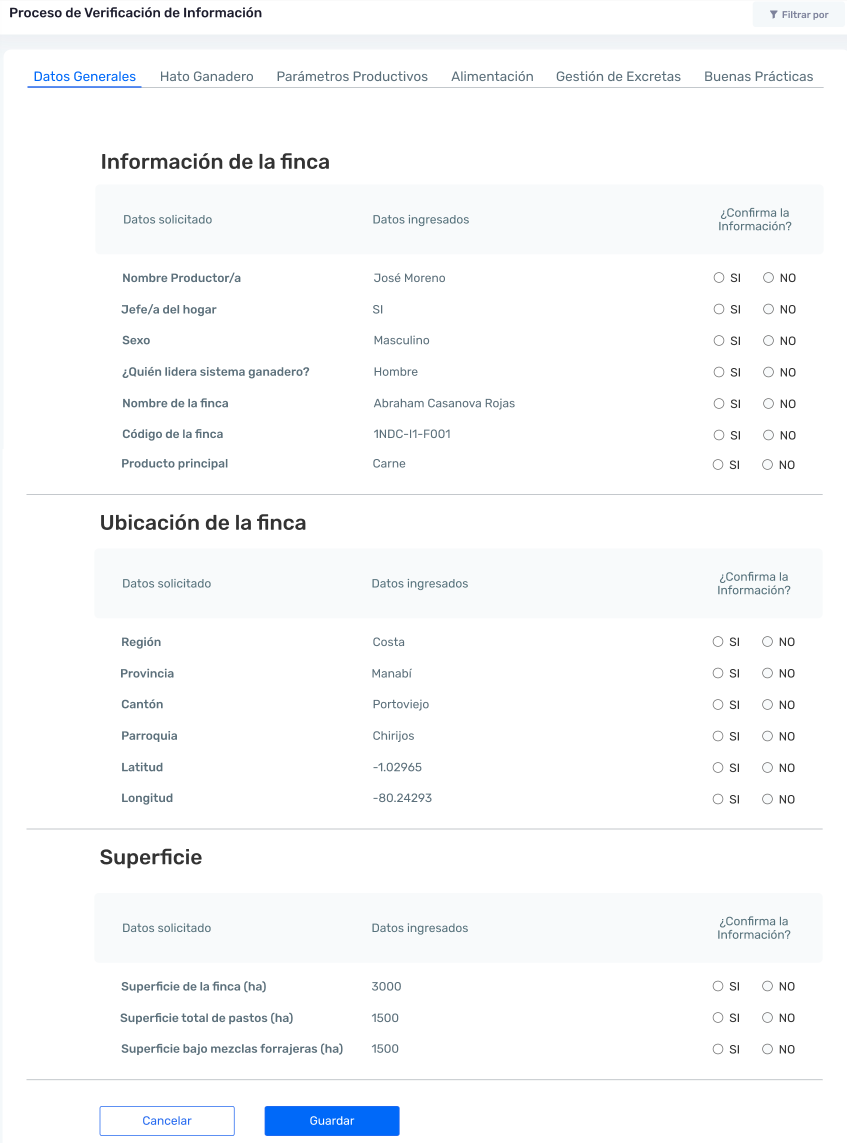 Proceso de Verificación de Información
Filtrar por
Datos Generales Hato Ganadero Parámetros Productivos Alimentación Gestión de Excretas Buenas Prácticas
Información de la finca
Datos solicitado Datos ingresados ¿Confirma la
Información?
Nombre Productor/a José Moreno SI NO
Jefe/a del hogar SI SI NO
Sexo Masculino SI NO
¿Quién lidera sistema ganadero? Hombre SI NO
Nombre de la finca Abraham Casanova Rojas SI NO
Código de la finca 1NDC-I1-F001 SI NO
Producto principal Carne SI NO
Ubicación de la finca
Datos solicitado Datos ingresados ¿Confirma la
Información?
Región Costa SI NO
Provincia Manabí SI NO
Cantón Portoviejo SI NO
Parroquia Chirijos SI NO
Latitud -1.02965 SI NO
Longitud -80.24293 SI NO
Superficie
Datos solicitado Datos ingresados ¿Confirma la
Información?
Superficie de la finca (ha) 3000 SI NO
Superficie total de pastos (ha) 1500 SI NO
Superficie bajo mezclas forrajeras (ha) 1500 SI NO
Cancelar Guardar